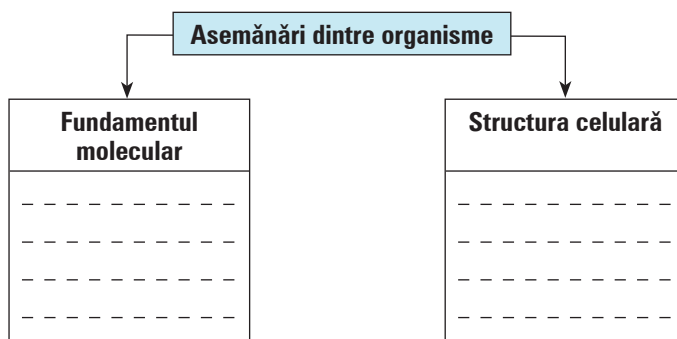 Asemănări dintre organisme
Fundamentul
molecular
Structura celulară